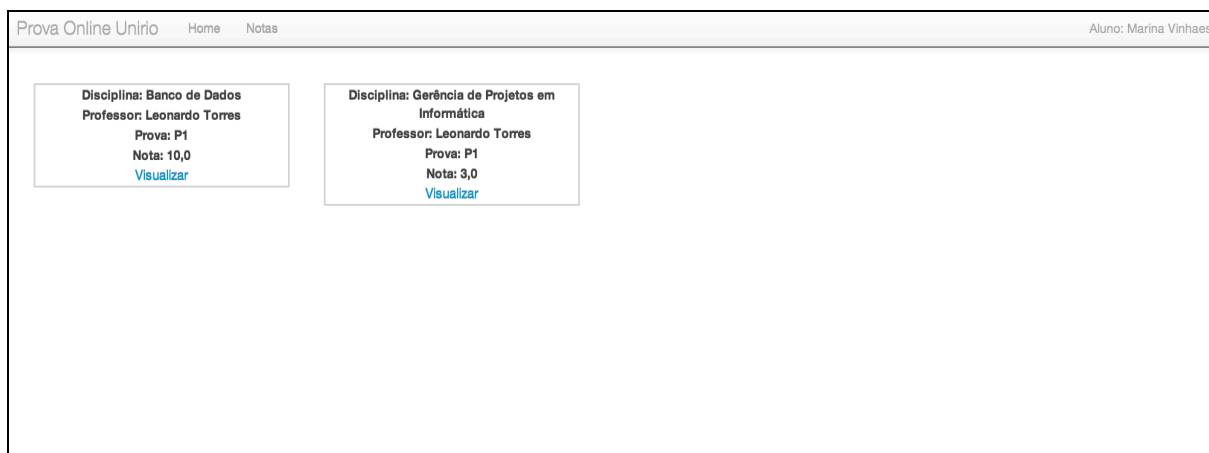 Prova Online Unirio Home Notas Aluno: Marina Vinhaes
Disciplina: Banco de Dados
Professor: Leonardo Torres
Prova: P1
Nota: 10,0
Visualizar
Disciplina: Gerência de Projetos em
Informática
Professor: Leonardo Torres
Prova: P1
Nota: 3,0
Visualizar